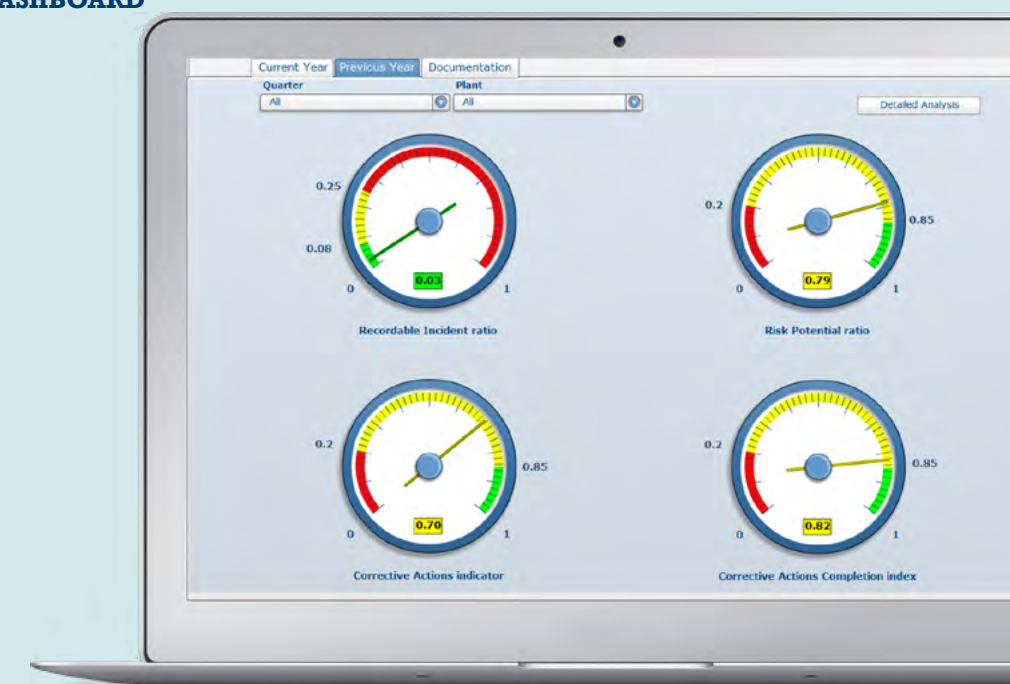 ASHBOARD
Current Year Previous Year Documentation
Quarter Plant
All All
Detailed Analysis
0.25
0.08
0.03
0 1
Recordable Incident ratio
0.2
0.85
0.79
0 1
Risk Potential ratio
0.2
0.85
0.70
0 1
Corrective Actions indicator
0.2
0.85
0.82
0 1
Corrective Actions Completion index